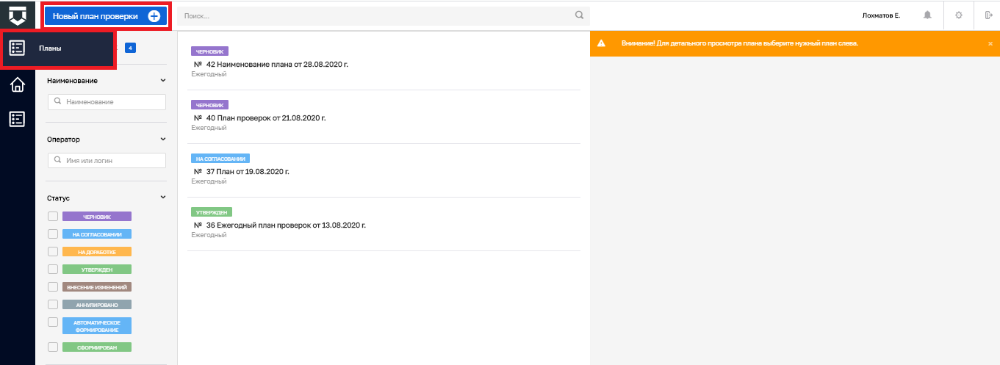 Новый план проверки
Поиск...
Лохматов Е.
Планы
4
Внимание! Для детального просмотра плана выберите нужный план слева.
Наименование
Наименование
Оператор
Имя или логин
Статус
ЧЕРНОВИК
НА СОГЛАСОВАНИИ
НА ДОРАБОТКЕ
УТВЕРЖДЕН
ВНЕСЕНИЕ ИЗМЕНЕНИЙ
АННУЛИРОВАНО
АВТОМАТИЧЕСКОЕ
ФОРМИРОВАНИЕ
СФОРМИРОВАН
ЧЕРНОВИК
№ 42 Наименование плана от 28.08.2020 г.
Ежегодный
ЧЕРНОВИК
№ 40 План проверок от 21.08.2020 г.
Ежегодный
НА СОГЛАСОВАНИИ
№ 37 План от 19.08.2020 г.
Ежегодный
УТВЕРЖДЕН
№ 36 Ежегодный план проверок от 13.08.2020 г.
Ежегодный